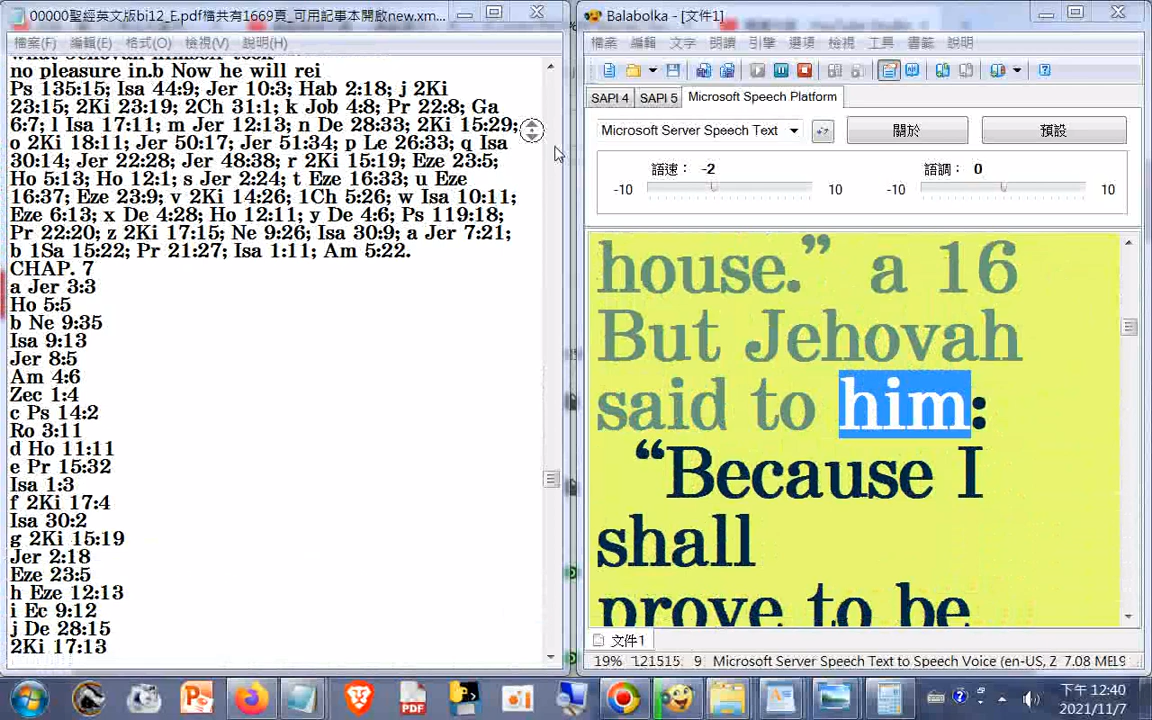 00000聖經英文版bi12_E.pdf檔共有1669頁_可用記事本開啟new.xm...
檔案(F) 編輯(E) 格式(O) 檢視(V) 說明(H)
no pleasure in.b Now he will rei
Ps 135:15; Isa 44:9; Jer 10:3; Hab 2:18; j 2Ki
23:15; 2Ki 23:19; 2Ch 31:1; k Job 4:8; Pr 22:8; Ga
6:7; l Isa 17:11; m Jer 12:13; n De 28:33; 2Ki 15:29;
o 2Ki 18:11; Jer 50:17; Jer 51:34; p Le 26:33; q Isa
30:14; Jer 22:28; Jer 48:38; r 2Ki 15:19; Eze 23:5;
Ho 5:13; Ho 12:1; s Jer 2:24; t Eze 16:33; u Eze
16:37; Eze 23:9; v 2Ki 14:26; 1Ch 5:26; w Isa 10:11;
Eze 6:13; x De 4:28; Ho 12:11; y De 4:6; Ps 119:18;
Pr 22:20; z 2Ki 17:15; Ne 9:26; Isa 30:9; a Jer 7:21;
b 1Sa 15:22; Pr 21:27; Isa 1:11; Am 5:22.
CHAP. 7
a Jer 3:3
Ho 5:5
b Ne 9:35
Isa 9:13
Jer 8:5
Am 4:6
Zec 1:4
c Ps 14:2
Ro 3:11
d Ho 11:11
e Pr 15:32
Isa 1:3
f 2Ki 17:4
Isa 30:2
g 2Ki 15:19
Jer 2:18
Eze 23:5
h Eze 12:13
i Ec 9:12
j De 28:15
2Ki 17:13
Balabolka - [文件1]
檔案 編輯 文字 朗讀 引擎 選項 檢視 工具 書籤 說明
SAPI 4 SAPI 5 Microsoft Speech Platform
Microsoft Server Speech Text 關於 預設
語速: -2 語調: 0
-10 10 -10 10
house.” a 16
But Jehovah
said to him:
“Because I
shall
prove to be
文件1
19% 9 Microsoft Server Speech Text to Speech Voice (en-US, Z 7.08
PDF
下午 12:40
2021/11/7